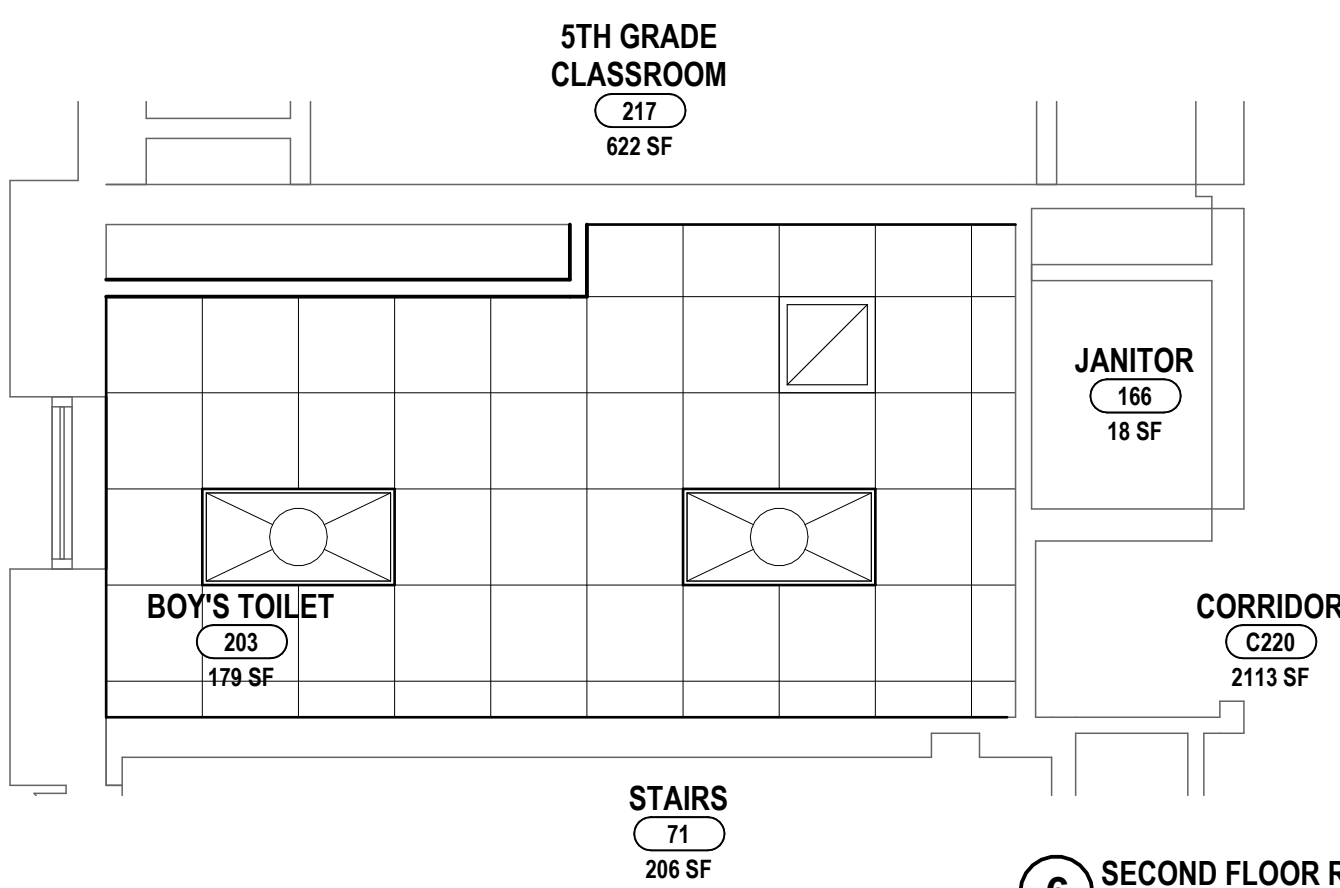 5TH GRADE
CLASSROOM
217
622 SF
JANITOR
166
18 SF
BOY'S TOILET
203
179 SF
CORRIDOR
C220
2113 SF
STAIRS
71
206 SF
6
SECOND FLOOR R